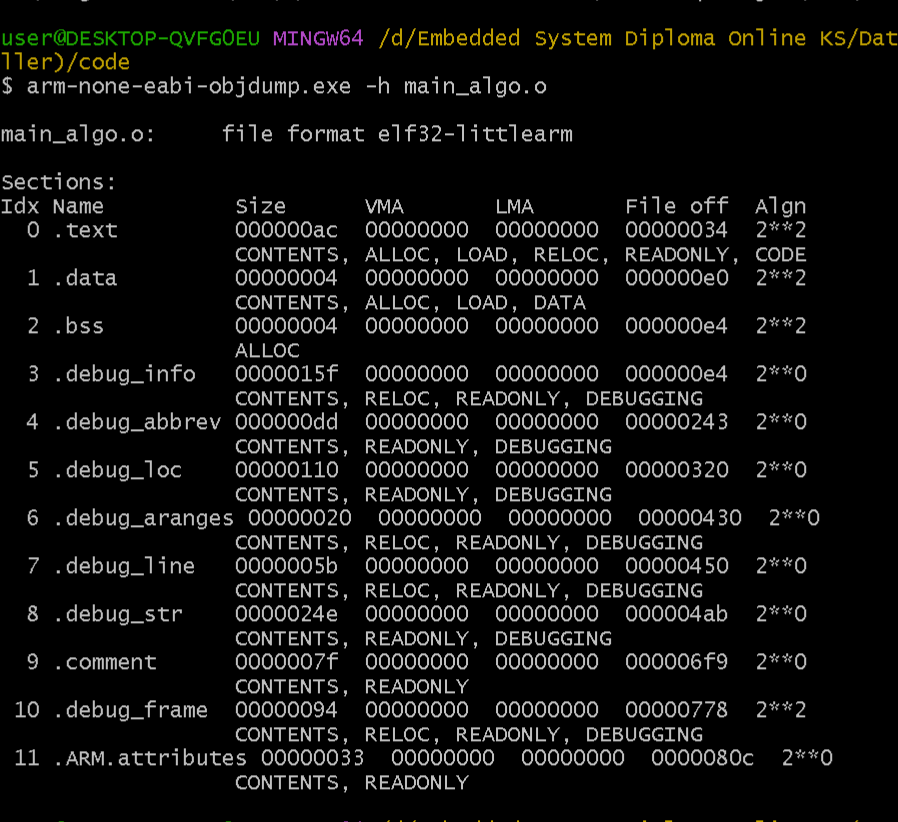 user@DESKTOP-QVFG0EU MINGW64 /d/Embedded System Diploma Online KS/Dat
ller)/code
$ arm-none-eabi-objdump.exe -h main_algo.o
main_algo.o:     file format elf32-littlearm
Sections:
Idx Name          Size      VMA       LMA       File off  Algn
  0 .text         000000ac  00000000  00000000  00000034  2**2
                  CONTENTS, ALLOC, LOAD, RELOC, READONLY, CODE
  1 .data         00000004  00000000  00000000  000000e0  2**2
                  CONTENTS, ALLOC, LOAD, DATA
  2 .bss          00000004  00000000  00000000  000000e4  2**2
                  ALLOC
  3 .debug_info   0000015f  00000000  00000000  000000e4  2**0
                  CONTENTS, RELOC, READONLY, DEBUGGING
  4 .debug_abbrev 000000dd  00000000  00000000  00000243  2**0
                  CONTENTS, READONLY, DEBUGGING
  5 .debug_loc    00000110  00000000  00000000  00000320  2**0
                  CONTENTS, READONLY, DEBUGGING
  6 .debug_aranges 00000020  00000000  00000000  00000430  2**0
                  CONTENTS, RELOC, READONLY, DEBUGGING
  7 .debug_line   0000005b  00000000  00000000  00000450  2**0
                  CONTENTS, RELOC, READONLY, DEBUGGING
  8 .debug_str    0000024e  00000000  00000000  000004ab  2**0
                  CONTENTS, READONLY, DEBUGGING
  9 .comment      0000007f  00000000  00000000  000006f9  2**0
                  CONTENTS, READONLY
 10 .debug_frame  00000094  00000000  00000000  00000778  2**2
                  CONTENTS, RELOC, READONLY, DEBUGGING
 11 .ARM.attributes 00000033  00000000  00000000  0000080c  2**0
                  CONTENTS, READONLY